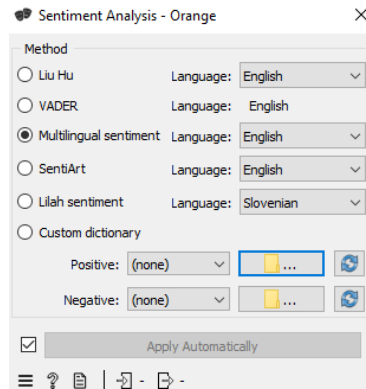 Sentiment Analysis - Orange
Method
Liu Hu Language: English
VADER Language: English
Multilingual sentiment Language: English
SentiArt Language: English
Lilah sentiment Language: Slovenian
Custom dictionary
Positive: (none) ...
Negative: (none) ...
Apply Automatically